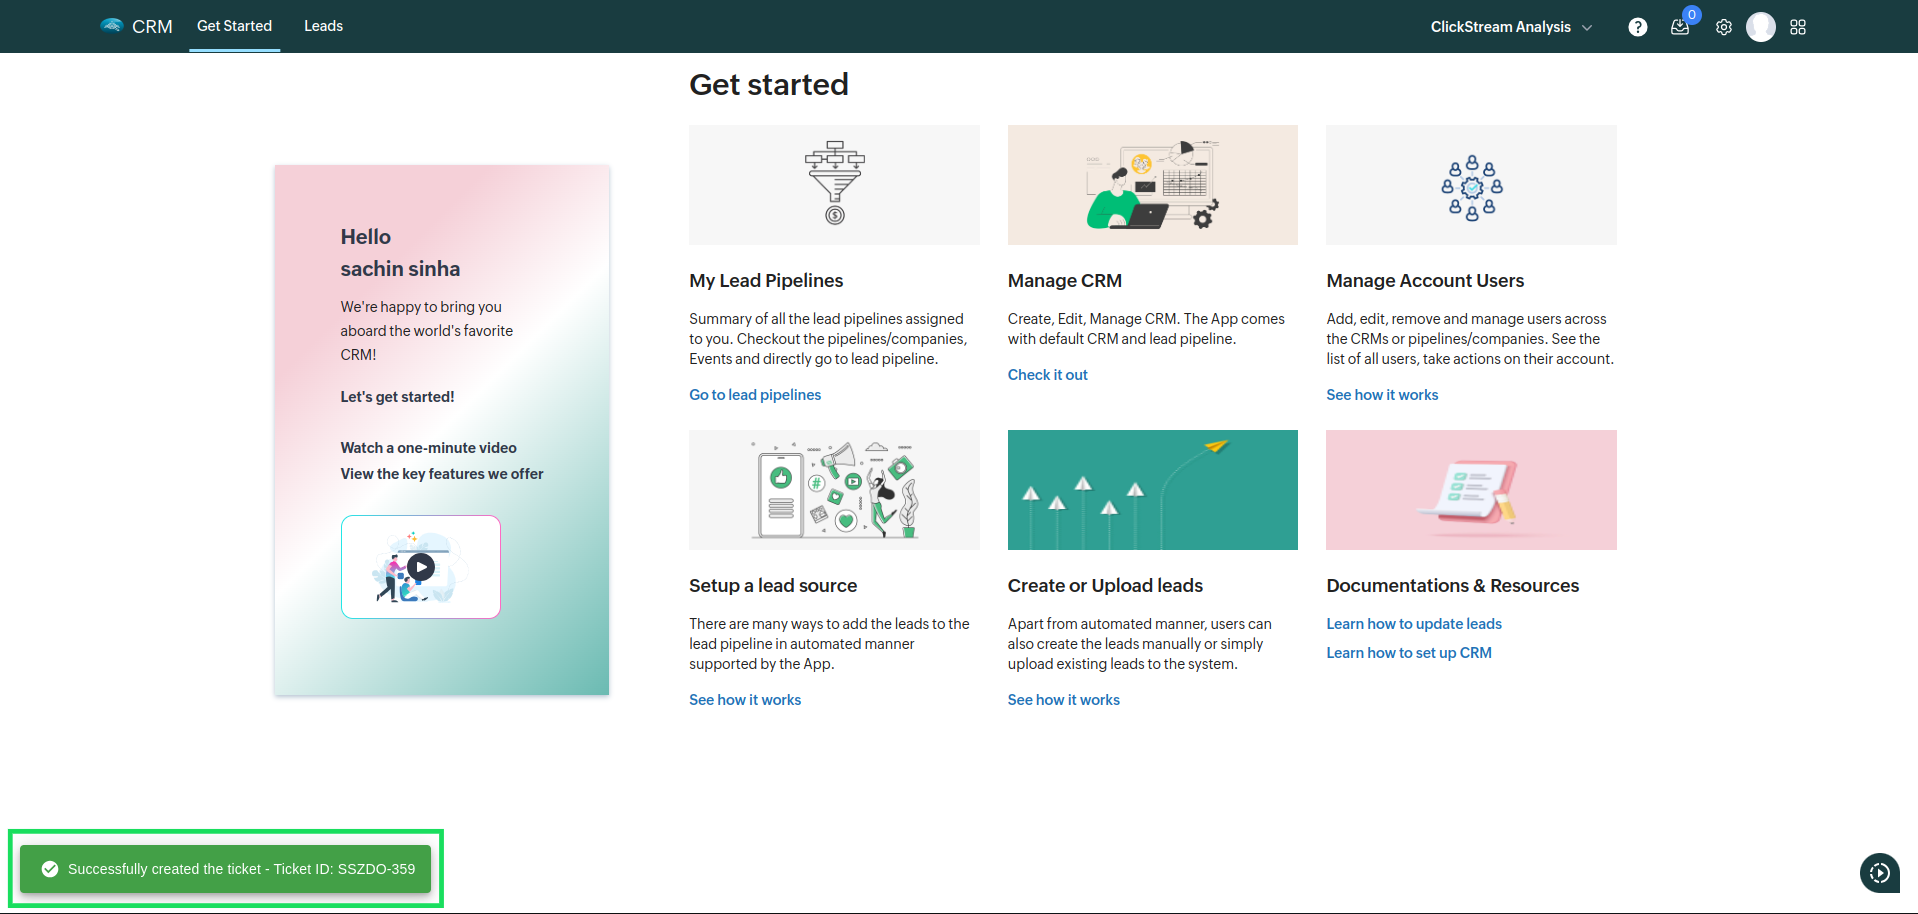 CRM
Get Started
Leads
ClickStream Analysis
?
0
Get started
Hello
sachin sinha
We're happy to bring you
aboard the world's favorite
CRM!
Let's get started!
Watch a one-minute video
View the key features we offer
My Lead Pipelines
Summary of all the lead pipelines assigned
to you. Checkout the pipelines/companies,
Events and directly go to lead pipeline.
Go to lead pipelines
Manage CRM
Create, Edit, Manage CRM. The App comes
with default CRM and lead pipeline.
Check it out
Manage Account Users
Add, edit, remove and manage users across
the CRMs or pipelines/companies. See the
list of all users, take actions on their account.
See how it works
Setup a lead source
There are many ways to add the leads to the
lead pipeline in automated manner
supported by the App.
See how it works
Create or Upload leads
Apart from automated manner, users can
also create the leads manually or simply
upload existing leads to the system.
See how it works
Documentations & Resources
Learn how to update leads
Learn how to set up CRM
Successfully created the ticket - Ticket ID: SSZDO-359